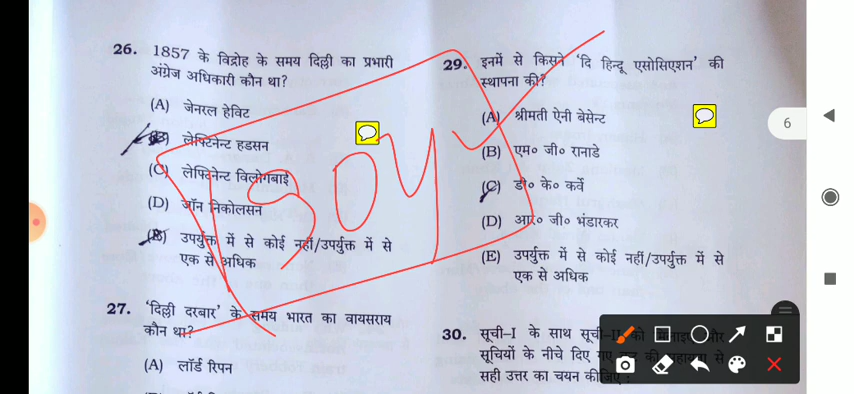 26. 1857 के विद्रोह के समय दिल्ली का प्रभारी
अंग्रेज अधिकारी कौन था?
(A) जेनरल हेविट
(B) लेफ्टिनेन्ट हडसन
(C) लेफ्टिनेन्ट विलोगबाई
(D) जॉन निकोलसन
(E) उपर्युक्त में से कोई नहीं/उपर्युक्त में से
एक से अधिक
27. 'दिल्ली दरबार' के समय भारत का वायसराय
कौन था?
(A) लॉर्ड रिपन
29. इनमें से किसने 'दि हिन्दू एसोसिएशन' की
स्थापना की?
(A) श्रीमती ऐनी बेसेन्ट
(B) एम० जी० रानाडे
(C) डी० के० कर्वे
(D) आर० जी० भंडारकर
(E) उपर्युक्त में से कोई नहीं/उपर्युक्त में से
एक से अधिक
30. सूची-I के साथ सूची-II को
सूचियों के नीचे दिए गए
सही उत्तर का चयन कीजिए :
6